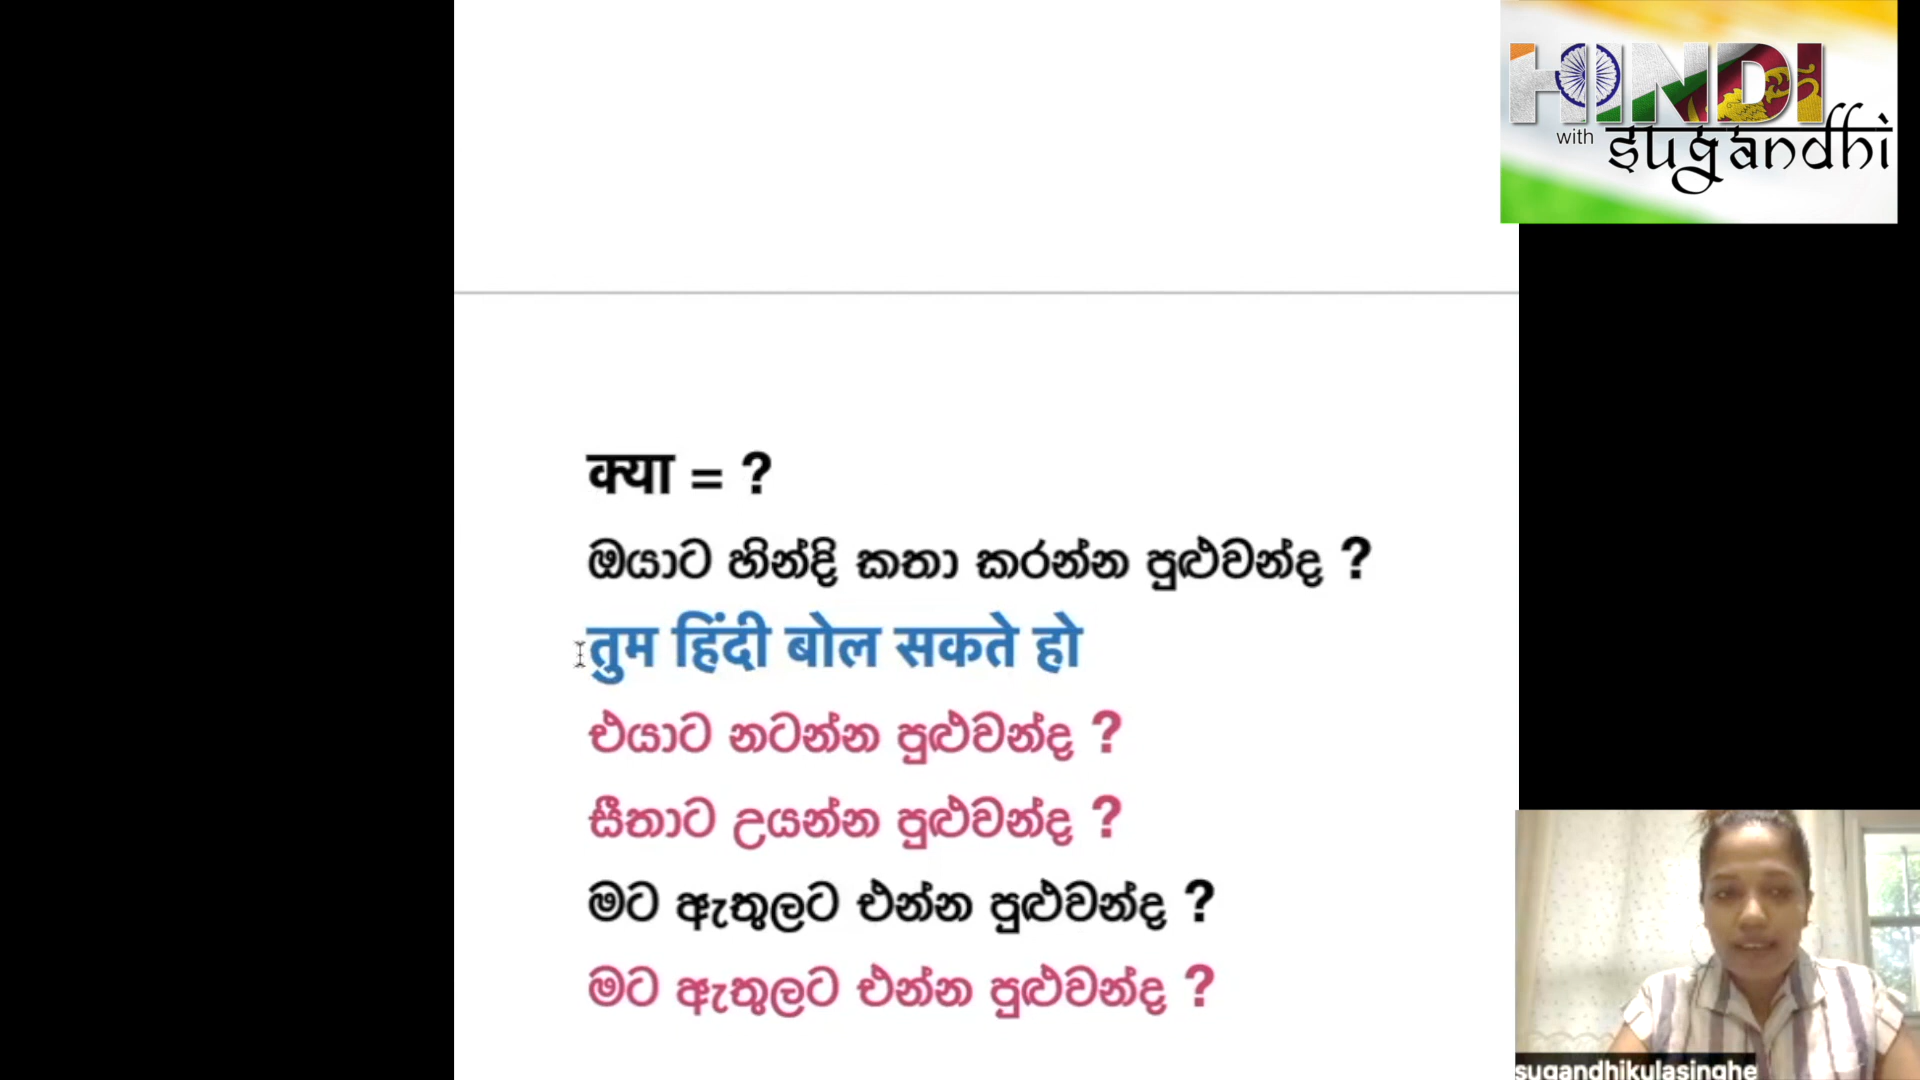 HINDI
with sugandhi
क्या = ?
ඔයාට හින්දි කතා කරන්න පුළුවන්ද ?
तुम हिंदी बोल सकते हो
එයාට නටන්න පුළුවන්ද ?
සීතාට උයන්න පුළුවන්ද ?
මට ඇතුලට එන්න පුළුවන්ද ?
මට ඇතුලට එන්න පුළුවන්ද ?
sugandhikulasinghe